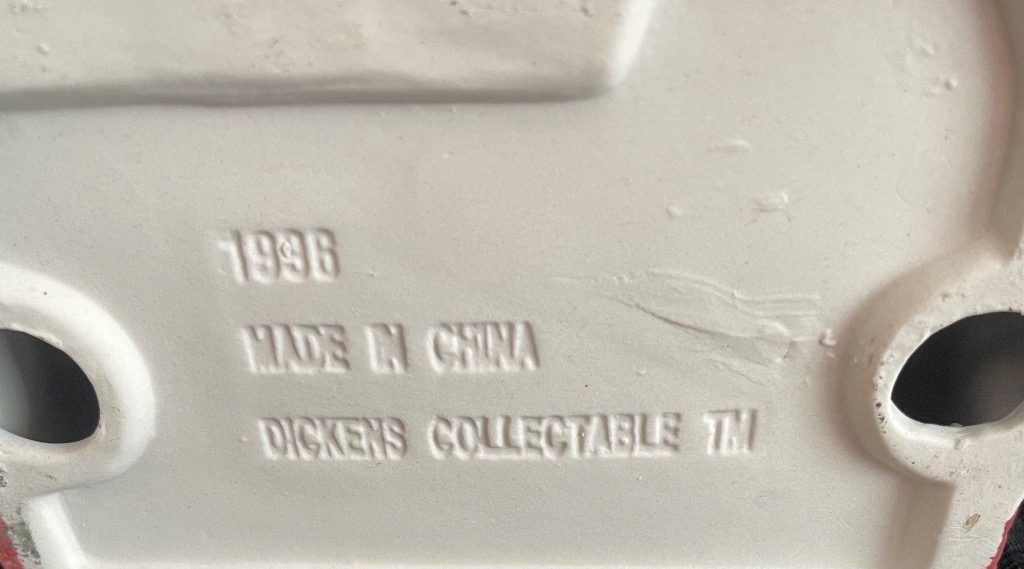 1996
MADE IN CHINA
DICKENS COLLECTABLE TM